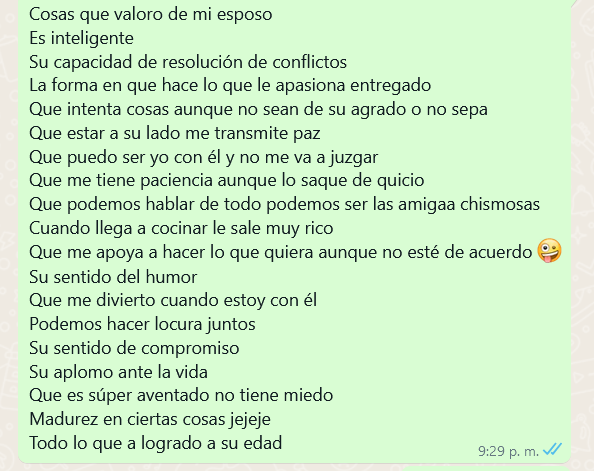 Cosas que valoro de mi esposo
Es inteligente
Su capacidad de resolución de conflictos
La forma en que hace lo que le apasiona entregado
Que intenta cosas aunque no sean de su agrado o no sepa
Que estar a su lado me transmite paz
Que puedo ser yo con él y no me va a juzgar
Que me tiene paciencia aunque lo saque de quicio
Que podemos hablar de todo podemos ser las amigaa chismosas
Cuando llega a cocinar le sale muy rico
Que me apoya a hacer lo que quiera aunque no esté de acuerdo 🤪
Su sentido del humor
Que me divierto cuando estoy con él
Podemos hacer locura juntos
Su sentido de compromiso
Su aplomo ante la vida
Que es súper aventado no tiene miedo
Madurez en ciertas cosas jejeje
Todo lo que a logrado a su edad
9:29 p. m.